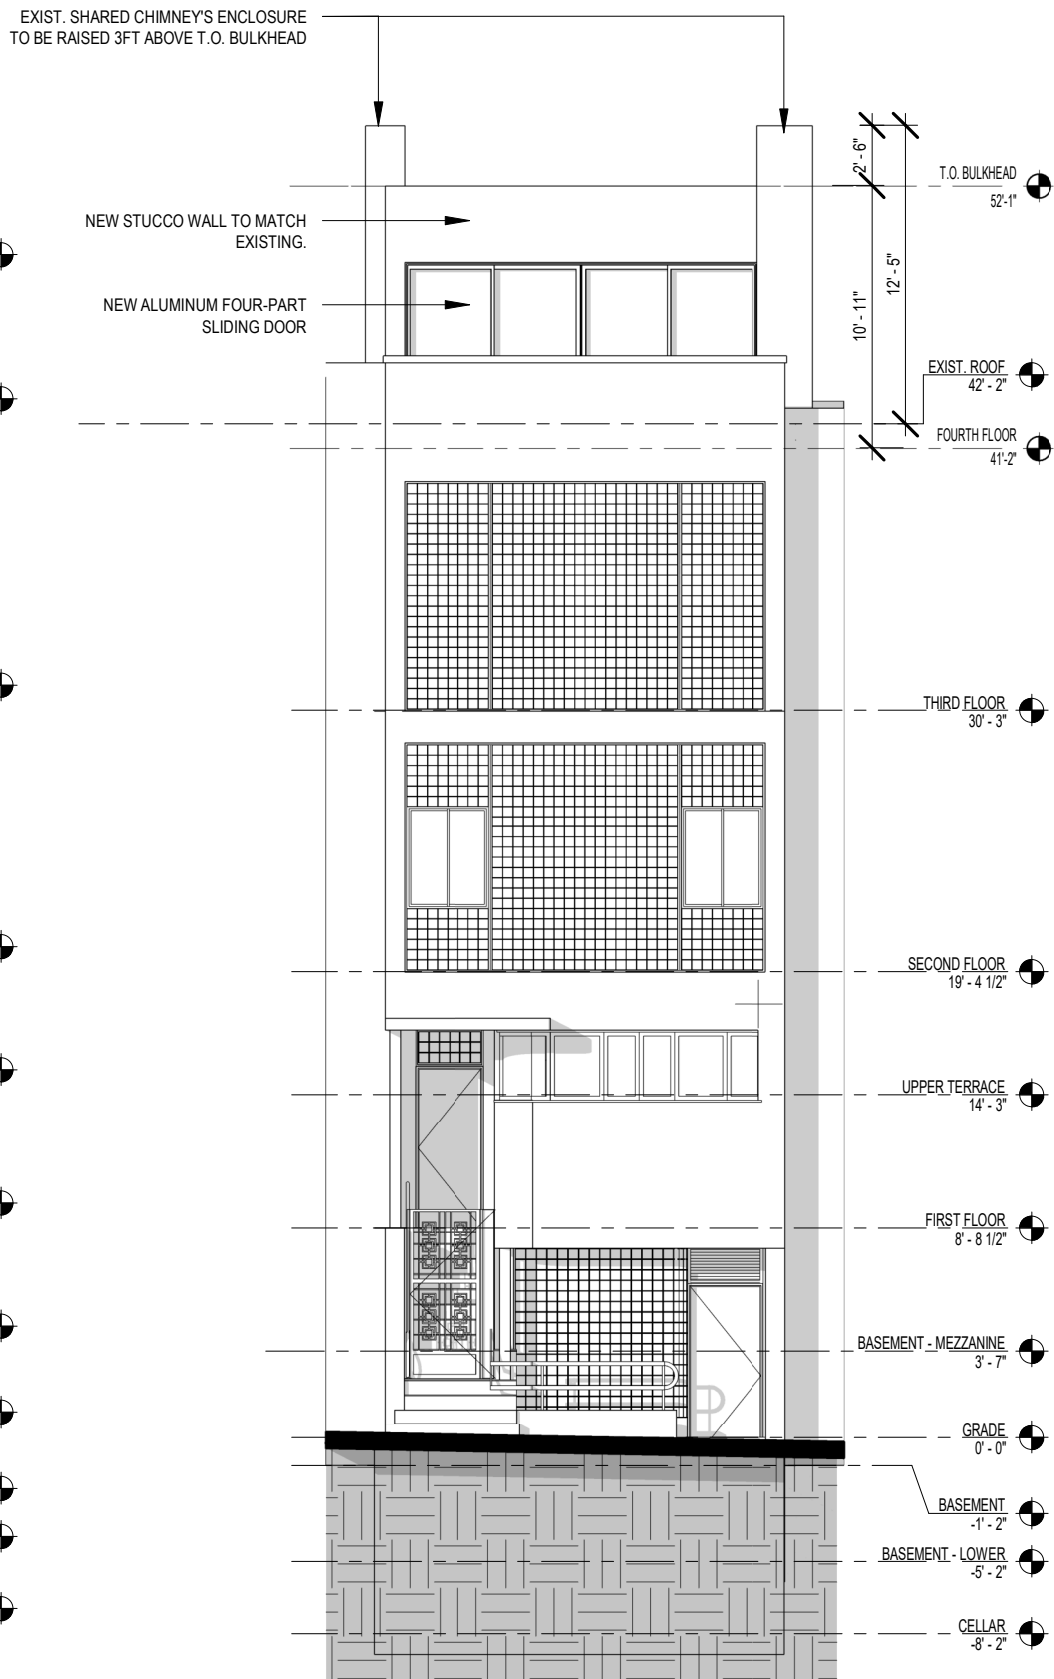 EXIST. SHARED CHIMNEY'S ENCLOSURE
TO BE RAISED 3FT ABOVE T.O. BULKHEAD
2' - 6"
T.O. BULKHEAD
52'-1"
NEW STUCCO WALL TO MATCH
EXISTING.
12' - 5"
10' - 11"
NEW ALUMINUM FOUR-PART
SLIDING DOOR
EXIST. ROOF
42' - 2"
FOURTH FLOOR
41'-2"
THIRD FLOOR
30' - 3"
SECOND FLOOR
19' - 4 1/2"
UPPER TERRACE
14' - 3"
FIRST FLOOR
8' - 8 1/2"
BASEMENT - MEZZANINE
3' - 7"
GRADE
0' - 0"
BASEMENT
-1' - 2"
BASEMENT - LOWER
-5' - 2"
CELLAR
-8' - 2"